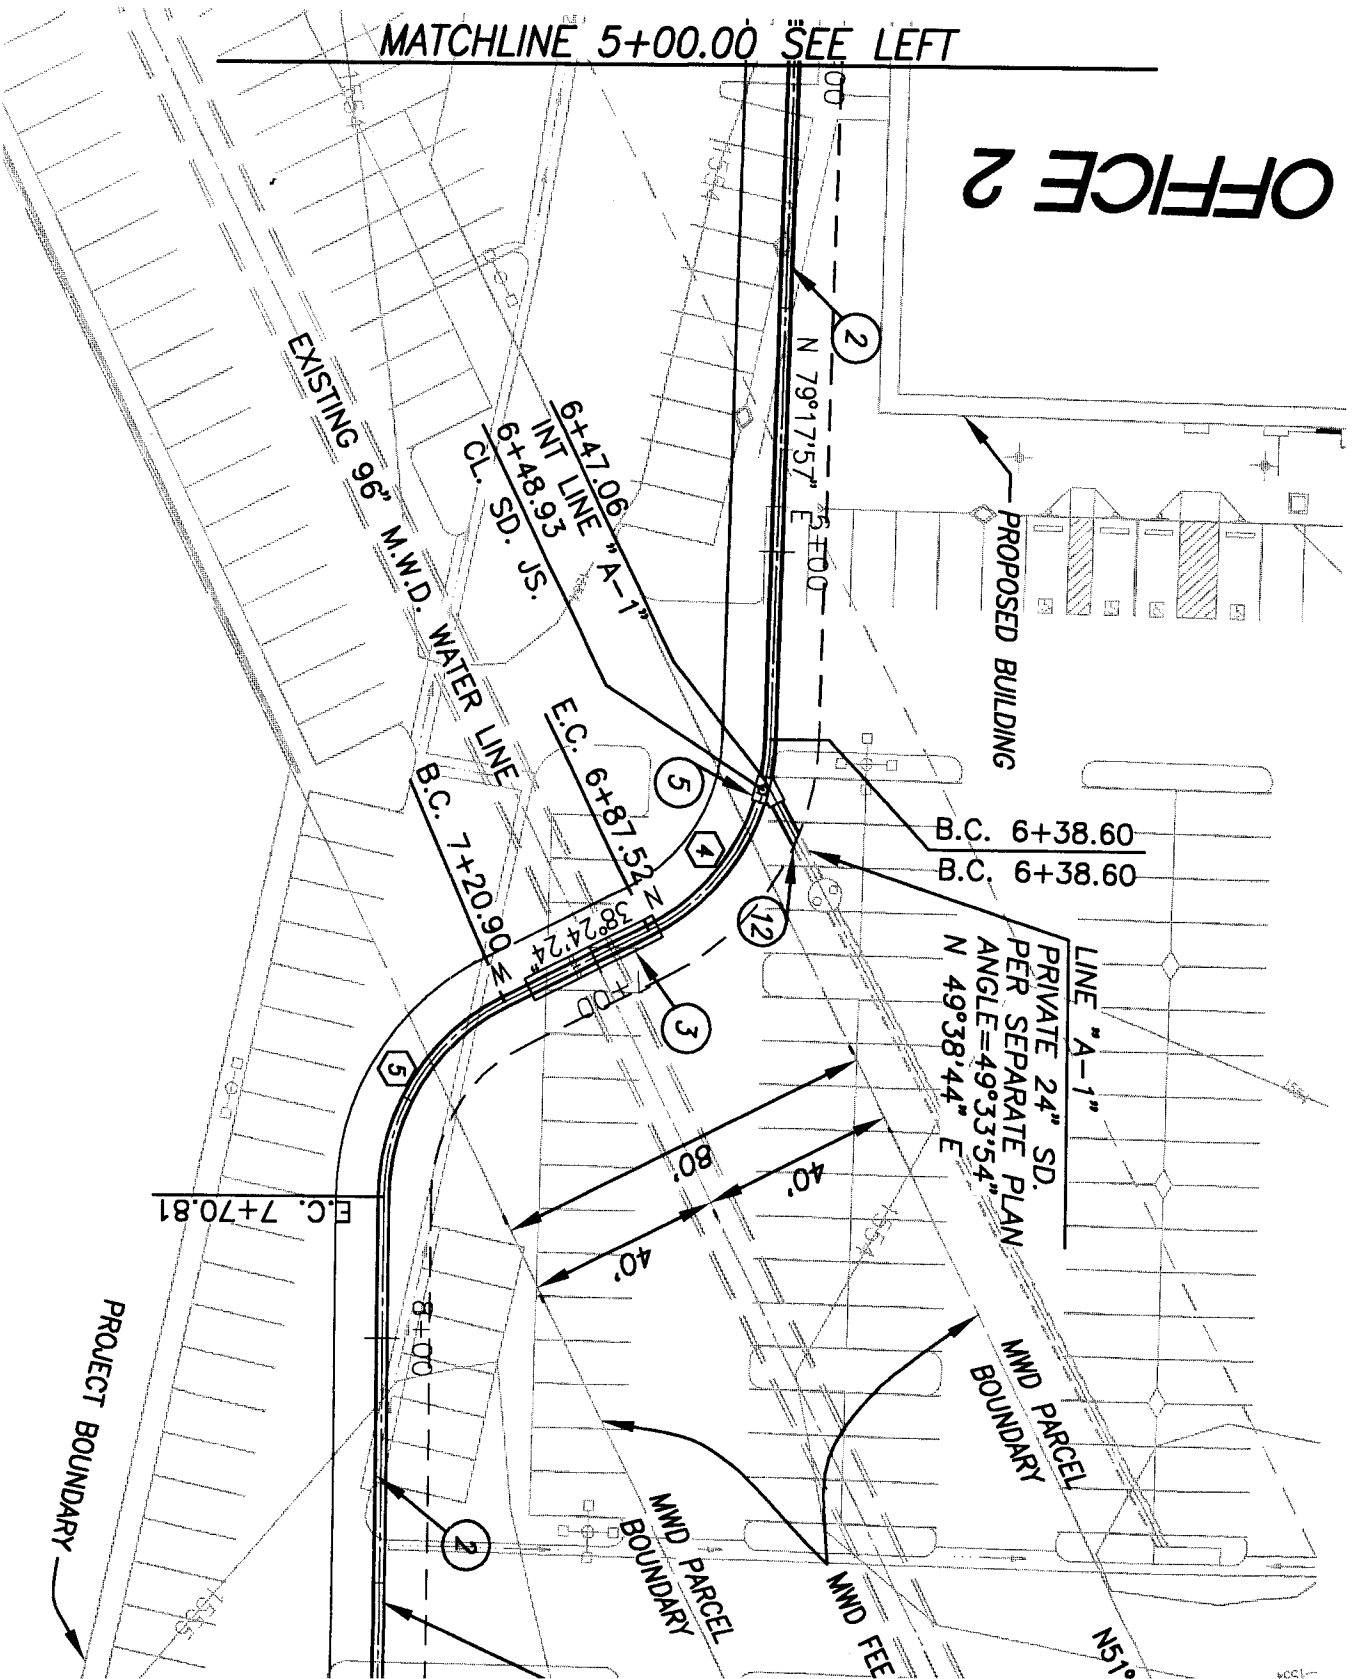 MATCHLINE 5+00.00 SEE LEFT
OFFICE 2
00
2
N 79°17'57" E
6+00
PROPOSED BUILDING
EXISTING 96" M.W.D. WATER LINE
6+47.06
INT LINE "A-1"
6+48.93
CL. SD. JS.
E.C. 6+87.52
B.C. 7+20.90
5
4
12
B.C. 6+38.60
B.C. 6+38.60
LINE "A-1"
PRIVATE 24" SD.
PER SEPARATE PLAN
ANGLE=49°33'54"
N 49°38'44" E
N 38°24'24" W
+00
3
5
80'
40'
40'
E.C. 7+70.81
8+00
2
PROJECT BOUNDARY
MWD PARCEL
BOUNDARY
MWD PARCEL
BOUNDARY
MWD FEE
N51°